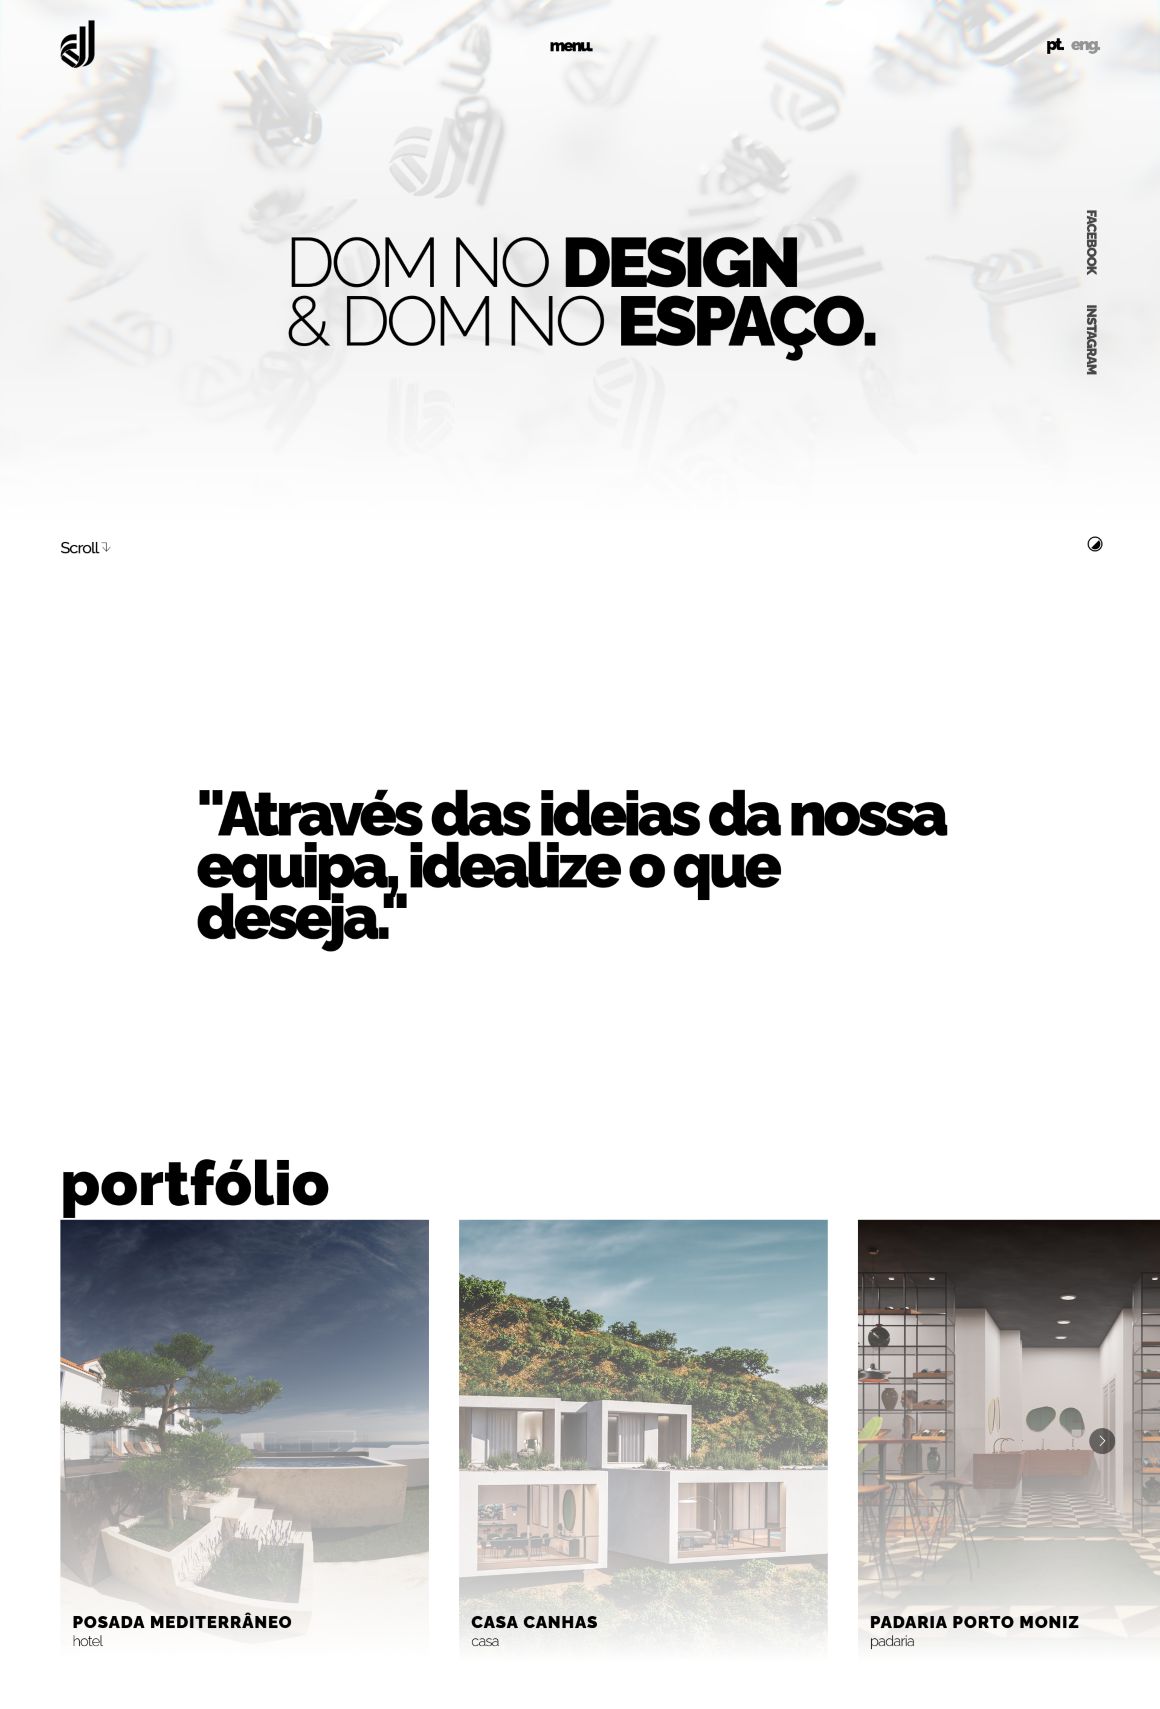 menu.
pt. eng.
DOM NO DESIGN
& DOM NO ESPAÇO.
FACEBOOK
INSTAGRAM
Scroll
"Através das ideias da nossa
equipa, idealize o que
deseja."
portfólio
POSADA MEDITERRÂNEO
hotel
CASA CANHAS
casa
PADARIA PORTO MONIZ
padaria